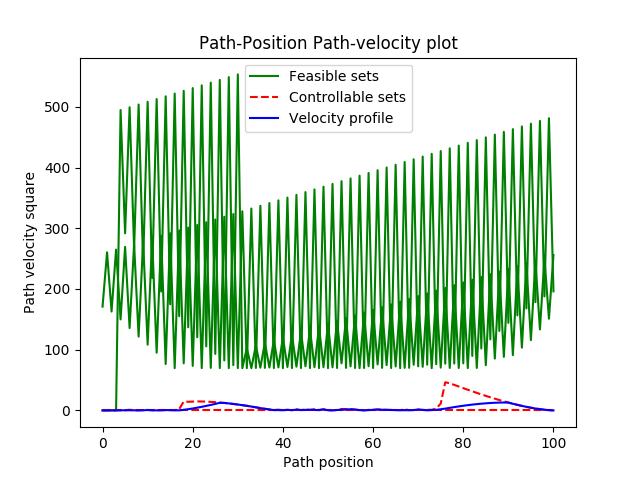 Path-Position Path-velocity plot
Feasible sets
Controllable sets
Velocity profile
Path velocity square
500
400
300
200
100
0
0 20 40 60 80 100
Path position